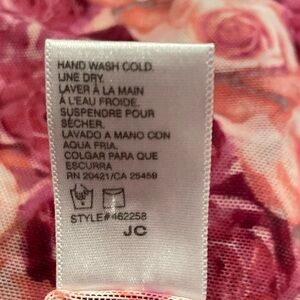 HAND WASH COLD.
LINE DRY.
LAVER À LA MAIN
À L'EAU FROIDE.
SUSPENDRE POUR
SÉCHER.
LAVADO A MANO CON
AQUA FRIA.
COLGAR PARA QUE
ESCURRA
RN 20421/CA 25459
STYLE#462258
JC